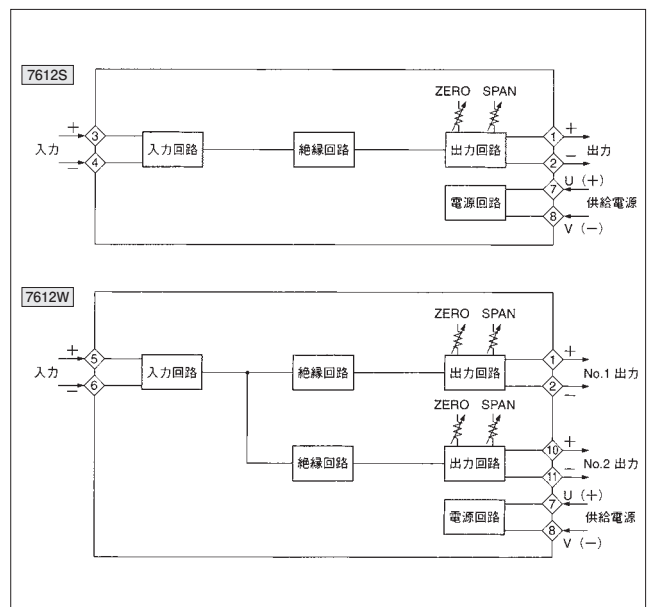 7612S
ZERO SPAN
+ 3 入力回路 絶縁回路 出力回路 1 +
入力 出力
− 4 2 −
7 U (+)
電源回路 供給電源
8 V (−)
7612W
ZERO SPAN
+ 5 入力回路 絶縁回路 出力回路 1 +
入力 No.1 出力
− 6 2 −
ZERO SPAN
絶縁回路 出力回路 10 +
No.2 出力
11 −
7 U (+)
電源回路 供給電源
8 V (−)